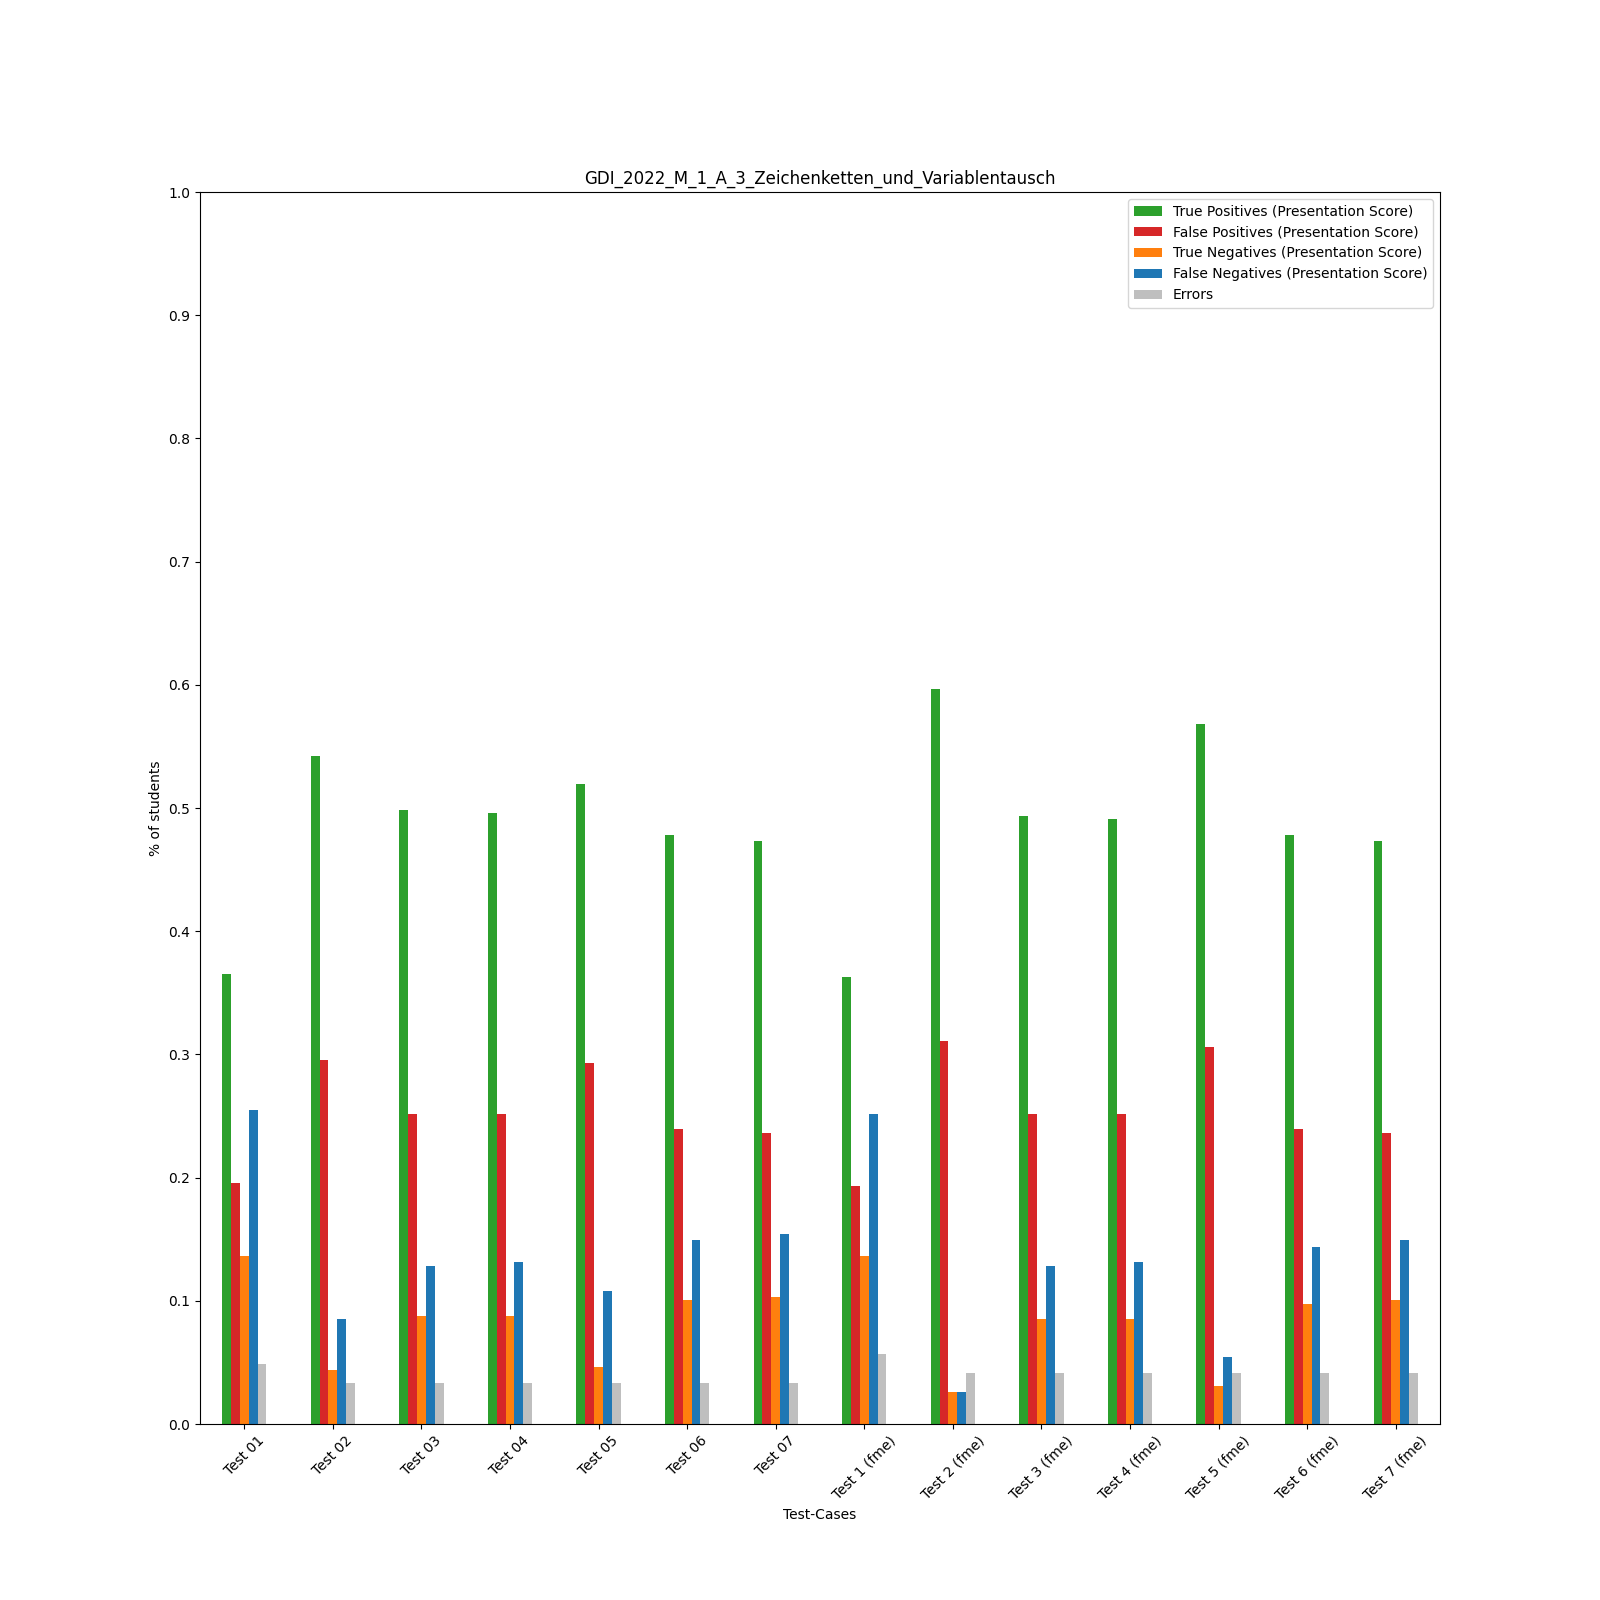 GDI_2022_M_1_A_3_Zeichenketten_und_Variablentausch
True Positives (Presentation Score)
False Positives (Presentation Score)
True Negatives (Presentation Score)
False Negatives (Presentation Score)
Errors
1.0
0.9
0.8
0.7
0.6
0.5
0.4
0.3
0.2
0.1
0.0
% of students
Test 01
Test 02
Test 03
Test 04
Test 05
Test 06
Test 07
Test 1 (fme)
Test 2 (fme)
Test 3 (fme)
Test 4 (fme)
Test 5 (fme)
Test 6 (fme)
Test 7 (fme)
Test-Cases